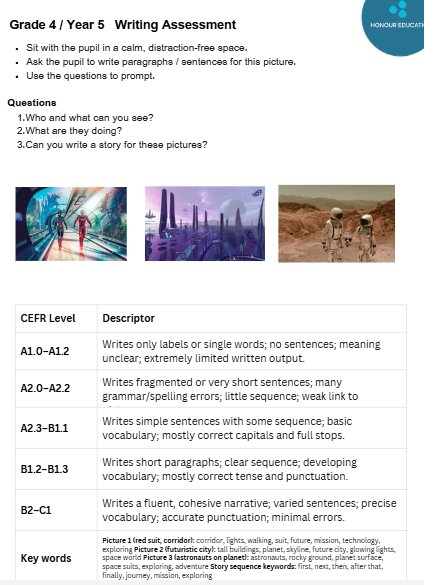 Grade 4 / Year 5 Writing Assessment
HONOUR EDUCATI
• Sit with the pupil in a calm, distraction-free space.
• Ask the pupil to write paragraphs / sentences for this picture.
• Use the questions to prompt.
Questions
1.Who and what can you see?
2.What are they doing?
3.Can you write a story for these pictures?
CEFR Level Descriptor
A1.0–A1.2
Writes only labels or single words; no sentences; meaning
unclear; extremely limited written output.
A2.0–A2.2
Writes fragmented or very short sentences; many
grammar/spelling errors; little sequence; weak link to
A2.3–B1.1
Writes simple sentences with some sequence; basic
vocabulary; mostly correct capitals and full stops.
B1.2–B1.3
Writes short paragraphs; clear sequence; developing
vocabulary; mostly correct tense and punctuation.
B2–C1
Writes a fluent, cohesive narrative; varied sentences; precise
vocabulary; accurate punctuation; minimal errors.
Key words
Picture 1 (red suit, corridor): corridor, lights, walking, suit, future, mission, technology,
exploring Picture 2 (futuristic city): tall buildings, planet, skyline, future city, glowing lights,
space world Picture 3 (astronauts on planet): astronauts, rocky ground, planet surface,
space suits, exploring, adventure Story sequence keywords: first, next, then, after that,
finally, journey, mission, exploring